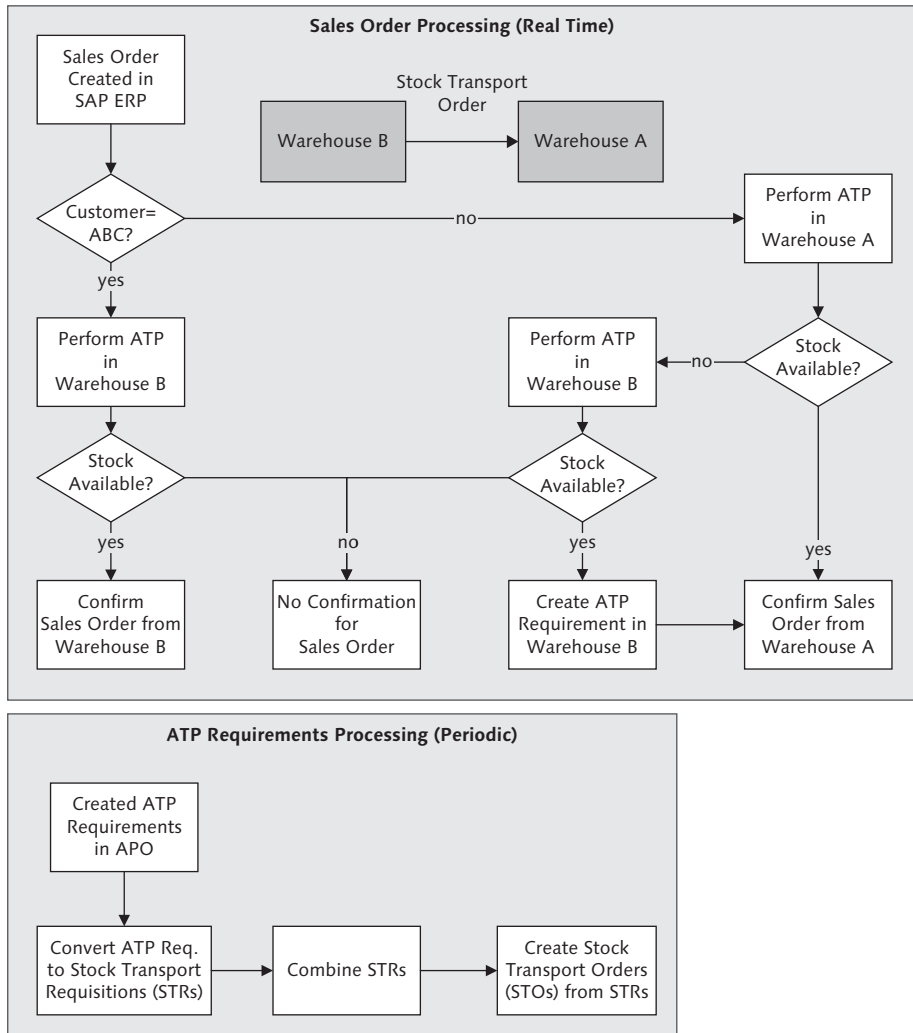 Sales Order Processing (Real Time)
Sales Order
Created in
SAP ERP
Stock Transport
Order
Warehouse B
Warehouse A
Customer=
ABC?
no
Perform ATP
in
Warehouse A
yes
Perform ATP
in
Warehouse B
Perform ATP
in
Warehouse B
no
Stock
Available?
Stock
Available?
Stock
Available?
yes
no
yes
yes
Confirm
Sales Order from
Warehouse B
No Confirmation
for
Sales Order
Create ATP
Requirement in
Warehouse B
Confirm Sales
Order from
Warehouse A
ATP Requirements Processing (Periodic)
Created ATP
Requirements
in APO
Convert ATP Req.
to Stock Transport
Requisitions (STRs)
Combine STRs
Create Stock
Transport Orders
(STOs) from STRs